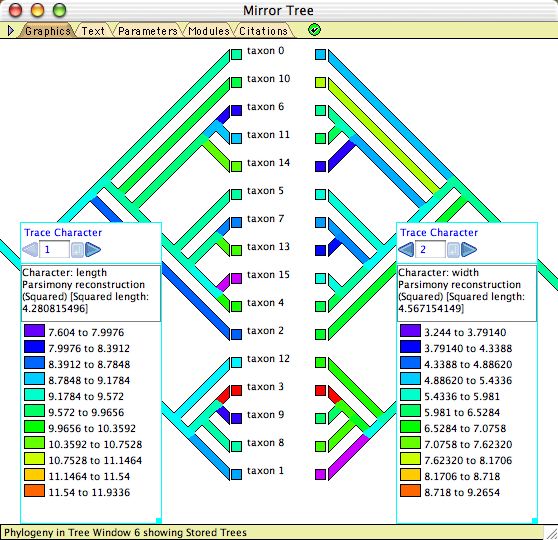 Mirror Tree
Graphics Text Parameters Modules Citations
taxon 0
taxon 10
taxon 6
taxon 11
taxon 14
taxon 5
taxon 7
taxon 13
taxon 15
taxon 4
taxon 2
taxon 12
taxon 3
taxon 9
taxon 8
taxon 1
Trace Character
1
Character: length
Parsimony reconstruction
(Squared) [Squared length:
4.280815496]
7.604 to 7.9976
7.9976 to 8.3912
8.3912 to 8.7848
8.7848 to 9.1784
9.1784 to 9.572
9.572 to 9.9656
9.9656 to 10.3592
10.3592 to 10.7528
10.7528 to 11.1464
11.1464 to 11.54
11.54 to 11.9336
Trace Character
2
Character: width
Parsimony reconstruction
(Squared) [Squared length:
4.567154149]
3.244 to 3.79140
3.79140 to 4.3388
4.3388 to 4.88620
4.88620 to 5.4336
5.4336 to 5.981
5.981 to 6.5284
6.5284 to 7.0758
7.0758 to 7.62320
7.62320 to 8.1706
8.1706 to 8.718
8.718 to 9.2654
Phylogeny in Tree Window 6 showing Stored Trees